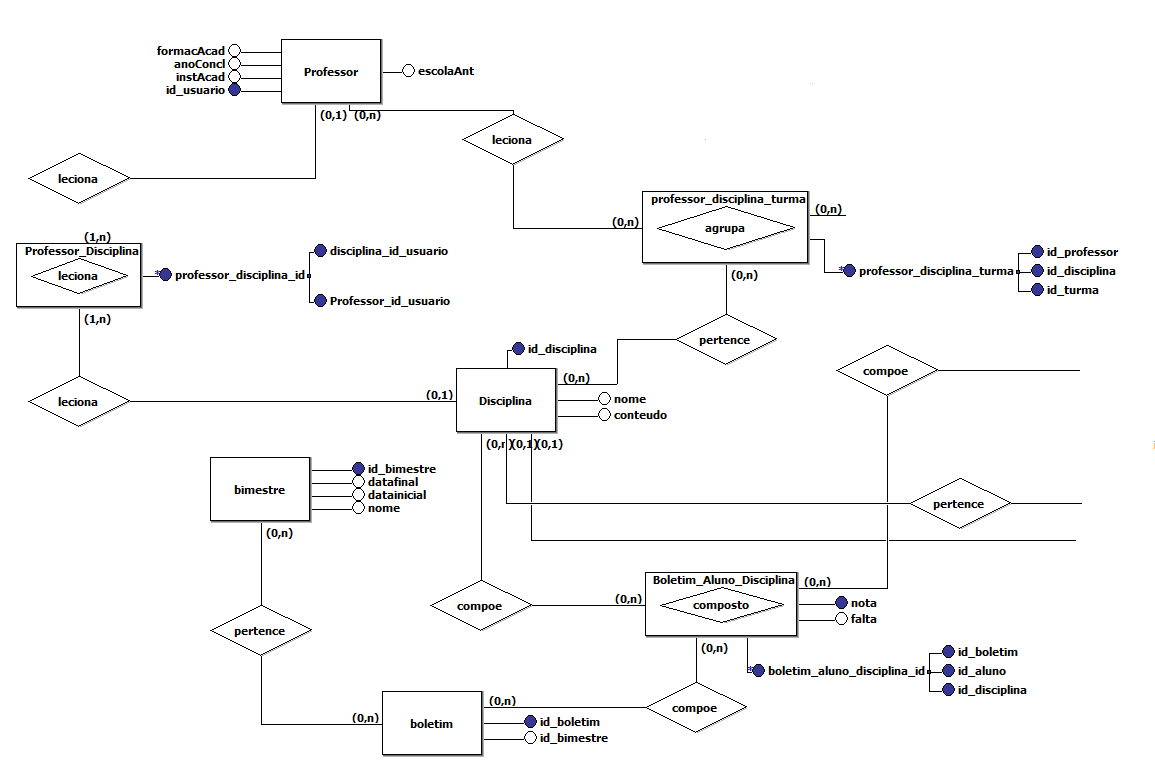 formacAcad
anoConcl
instAcad
id_usuario
Professor
escolaAnt
(0,1) (0,n)
leciona
leciona
professor_disciplina_turma
agrupa
(0,n)
(0,n)
(0,n)
professor_disciplina_turma
id_professor
id_disciplina
id_turma
(1,n)
Professor_Disciplina
leciona
(1,n)
professor_disciplina_id
disciplina_id_usuario
Professor_id_usuario
pertence
id_disciplina
(0,n)
compoe
leciona
(0,1)
Disciplina
nome
conteudo
(0,n)(0,1)(0,1)
bimestre
id_bimestre
datafinal
datainicial
nome
(0,n)
pertence
compoe
(0,n)
Boletim_Aluno_Disciplina
composto
(0,n)
nota
falta
(0,n)
pertence
boletim_aluno_disciplina_id
id_boletim
id_aluno
id_disciplina
(0,n)
boletim
(0,n)
id_boletim
id_bimestre
compoe